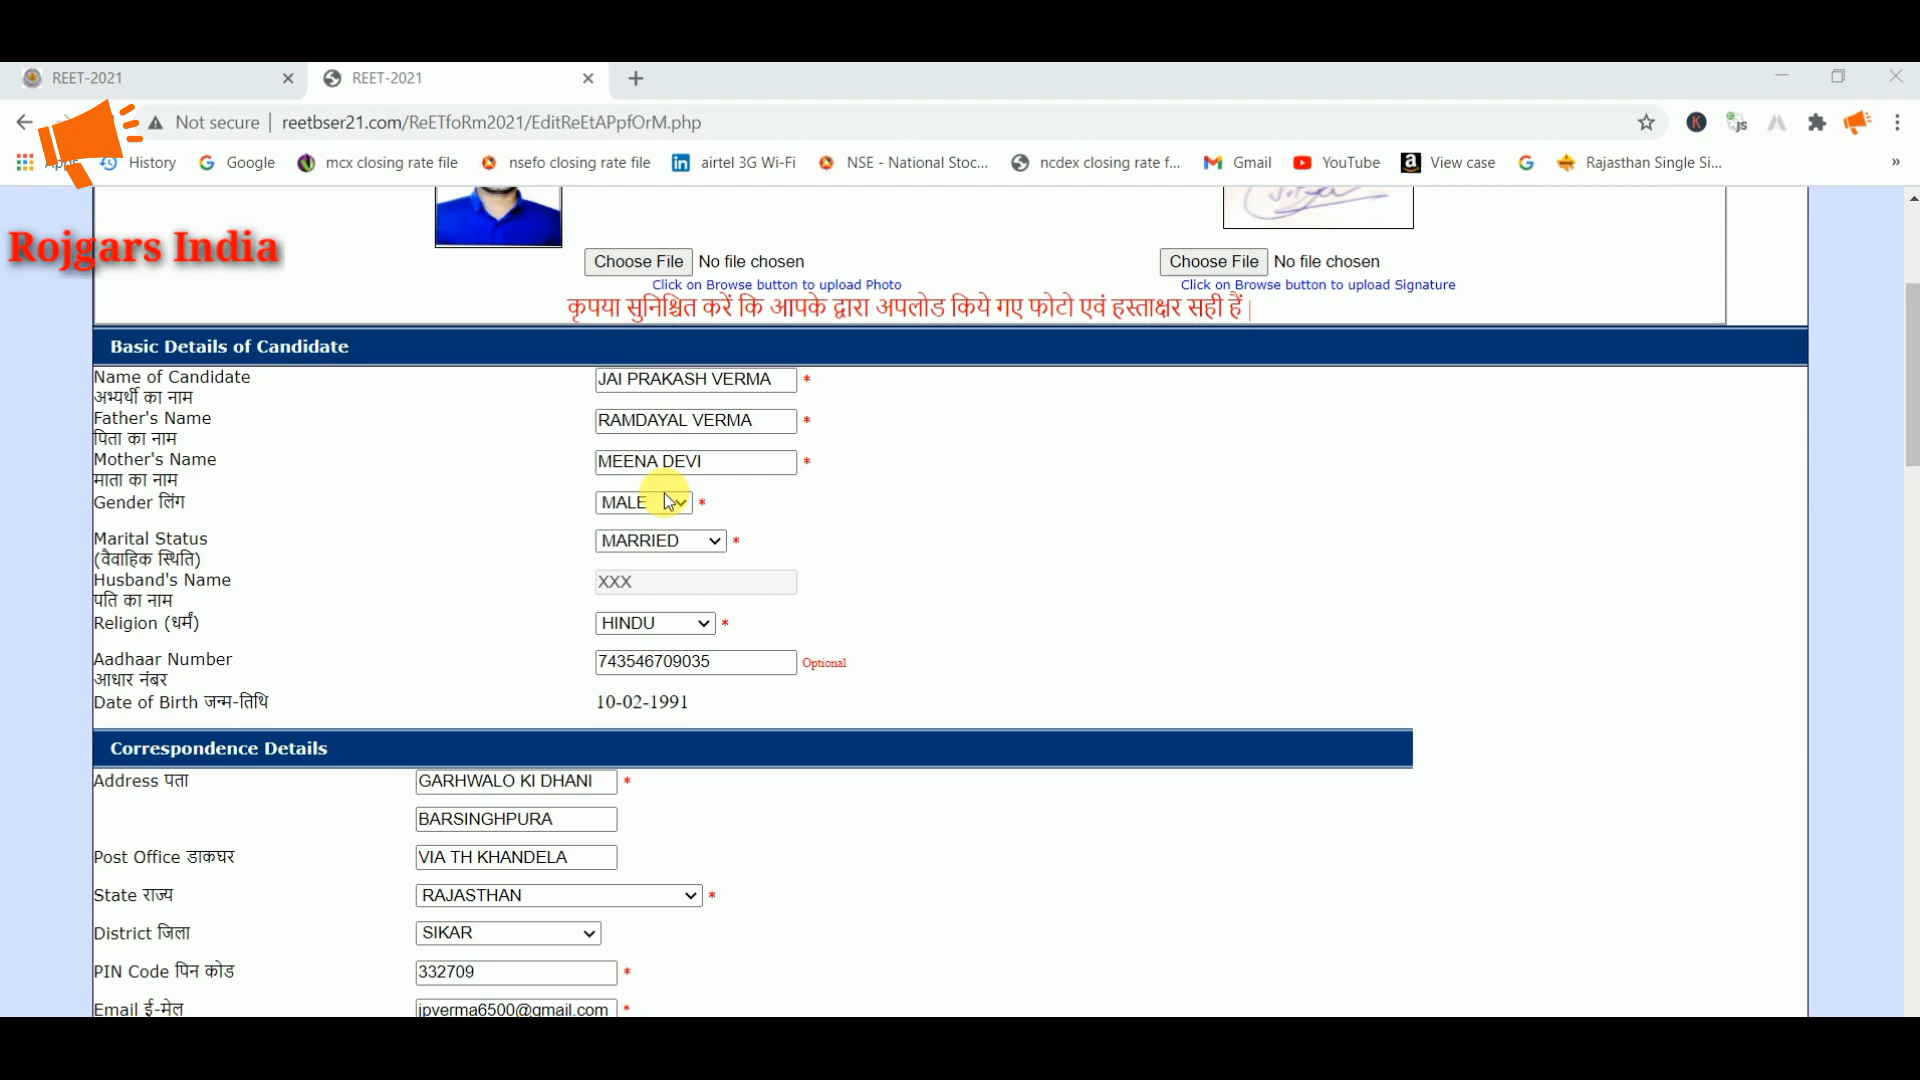 REET-2021
REET-2021
Not secure
reetbser21.com/ReETfoRm2021/EditReEtAPpfOrM.php
Apps History Google mcx closing rate file nsefo closing rate file airtel 3G Wi-Fi NSE - National Stoc... ncdex closing rate f... Gmail YouTube View case Rajasthan Single Si... »
Rojgars India
Choose File No file chosen Choose File No file chosen
Click on Browse button to upload Photo Click on Browse button to upload Signature
कृपया सुनिश्चित करें कि आपके द्वारा अपलोड किये गए फोटो एवं हस्ताक्षर सही हैं |
Basic Details of Candidate
Name of Candidate JAI PRAKASH VERMA *
अभ्यर्थी का नाम
Father's Name RAMDAYAL VERMA *
पिता का नाम
Mother's Name MEENA DEVI *
माता का नाम
Gender लिंग MALE *
Marital Status MARRIED *
(वैवाहिक स्थिति)
Husband's Name XXX
पति का नाम
Religion (धर्म) HINDU *
Aadhaar Number 743546709035 Optional
आधार नंबर
Date of Birth जन्म-तिथि 10-02-1991
Correspondence Details
Address पता GARHWALO KI DHANI *
BARSINGHPURA
Post Office डाकघर VIA TH KHANDELA
State राज्य RAJASTHAN *
District जिला SIKAR
PIN Code पिन कोड 332709 *
Email ई-मेल jpverma6500@gmail.com *